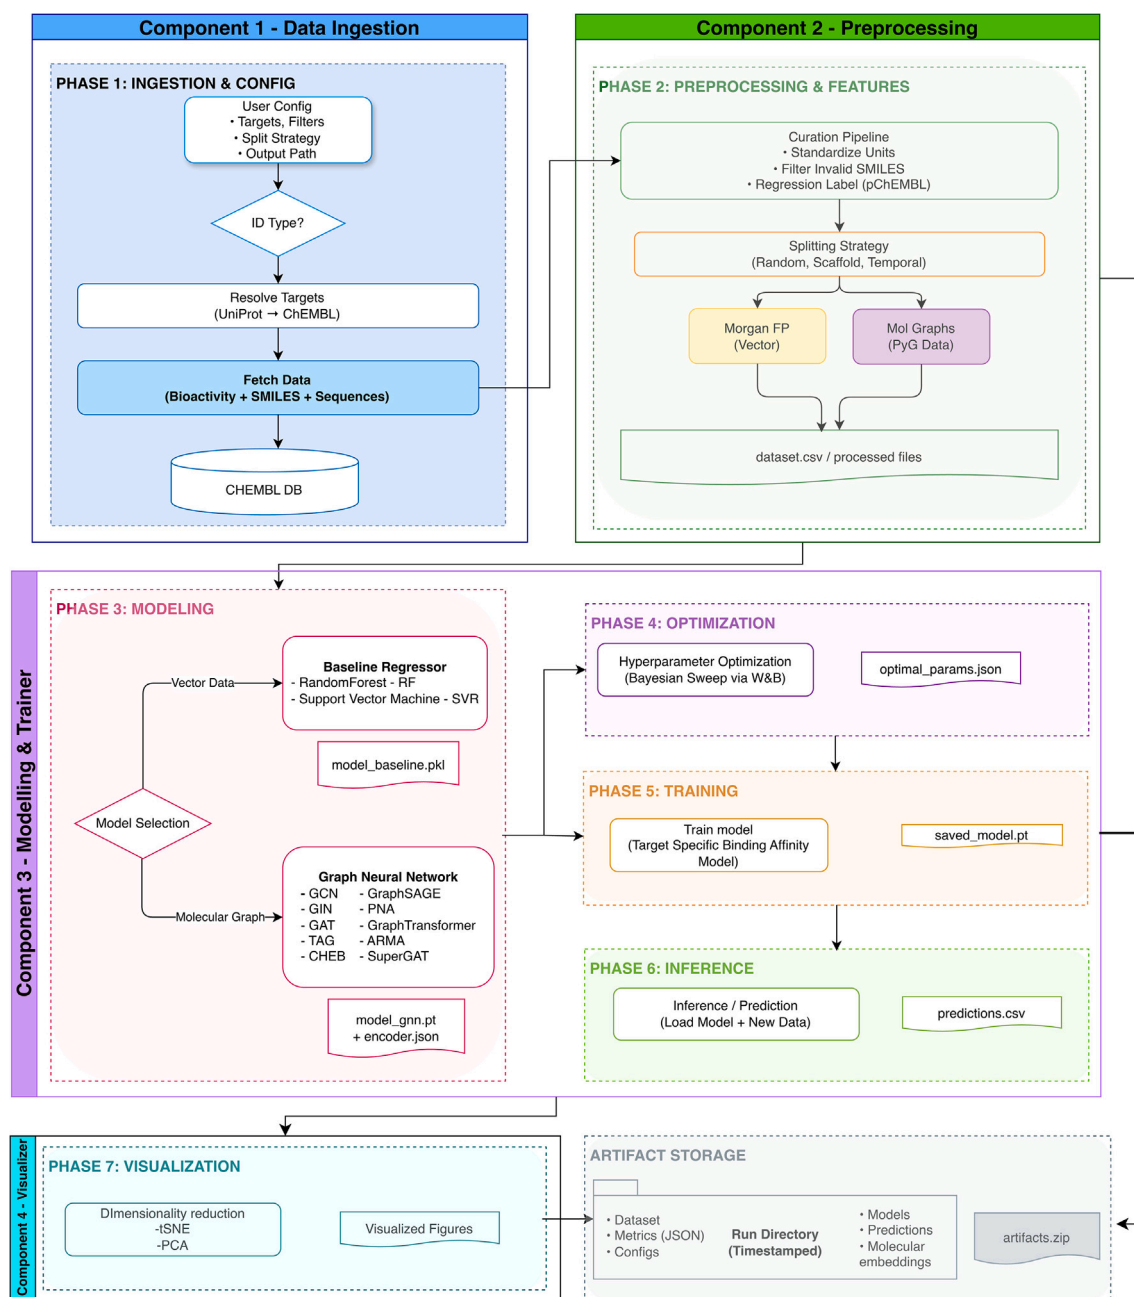 Component 1 - Data Ingestion
PHASE 1: INGESTION & CONFIG
User Config
• Targets, Filters
• Split Strategy
• Output Path
ID Type?
Resolve Targets
(UniProt → ChEMBL)
Fetch Data
(Bioactivity + SMILES + Sequences)
CHEMBL DB
Component 2 - Preprocessing
PHASE 2: PREPROCESSING & FEATURES
Curation Pipeline
• Standardize Units
• Filter Invalid SMILES
• Regression Label (pChEMBL)
Splitting Strategy
(Random, Scaffold, Temporal)
Morgan FP
(Vector)
Mol Graphs
(PyG Data)
dataset.csv / processed files
Component 3 - Modelling & Trainer
PHASE 3: MODELING
Model Selection
Vector Data
Baseline Regressor
- RandomForest - RF
- Support Vector Machine - SVR
model_baseline.pkl
Molecular Graph
Graph Neural Network
- GCN - GraphSAGE
- GIN - PNA
- GAT - GraphTransformer
- TAG - ARMA
- CHEB - SuperGAT
model_gnn.pt
+ encoder.json
PHASE 4: OPTIMIZATION
Hyperparameter Optimization
(Bayesian Sweep via W&B)
optimal_params.json
PHASE 5: TRAINING
Train model
(Target Specific Binding Affinity
Model)
saved_model.pt
PHASE 6: INFERENCE
Inference / Prediction
(Load Model + New Data)
predictions.csv
Component 4 - Visualizer
PHASE 7: VISUALIZATION
DImensionality reduction
-tSNE
-PCA
Visualized Figures
ARTIFACT STORAGE
• Dataset
• Metrics (JSON)
• Configs
Run Directory
(Timestamped)
• Models
• Predictions
• Molecular
embeddings
artifacts.zip